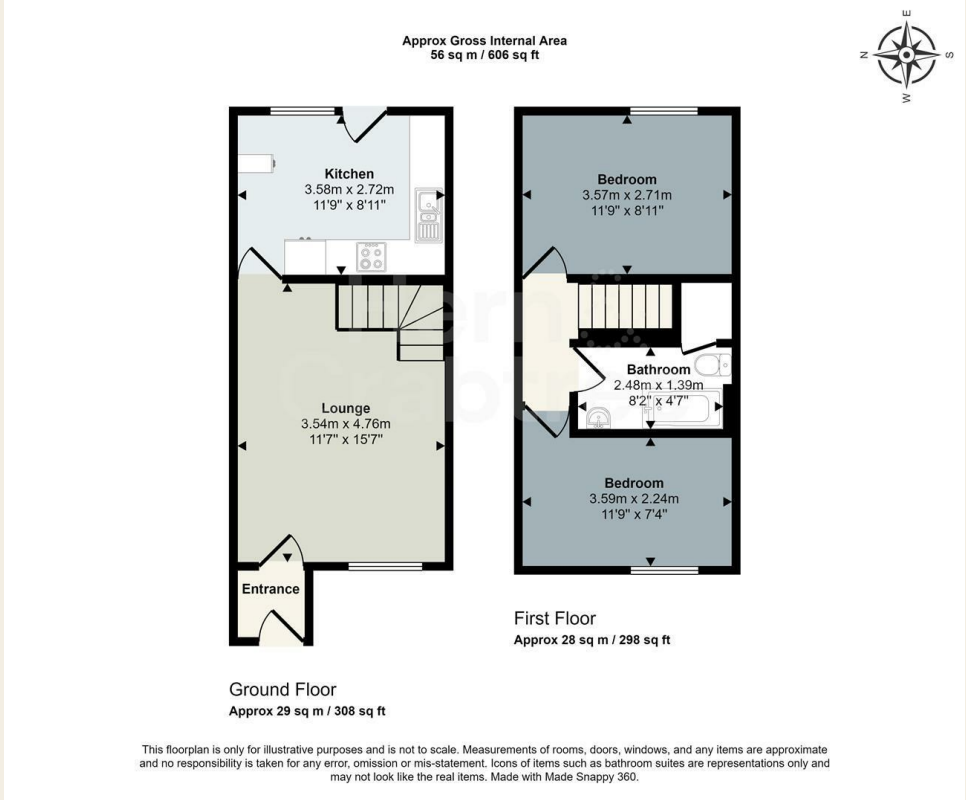 Approx Gross Internal Area
56 sq m / 606 sq ft
E
N
S
W
Kitchen
3.58m x 2.72m
11'9" x 8'11"
Bedroom
3.57m x 2.71m
11'9" x 8'11"
Lounge
3.54m x 4.76m
11'7" x 15'7"
Bathroom
2.48m x 1.39m
8'2" x 4'7"
Bedroom
3.59m x 2.24m
11'9" x 7'4"
Entrance
First Floor
Approx 28 sq m / 298 sq ft
Ground Floor
Approx 29 sq m / 308 sq ft
This floorplan is only for illustrative purposes and is not to scale. Measurements of rooms, doors, windows, and any items are approximate
and no responsibility is taken for any error, omission or mis-statement. Icons of items such as bathroom suites are representations only and
may not look like the real items. Made with Made Snappy 360.